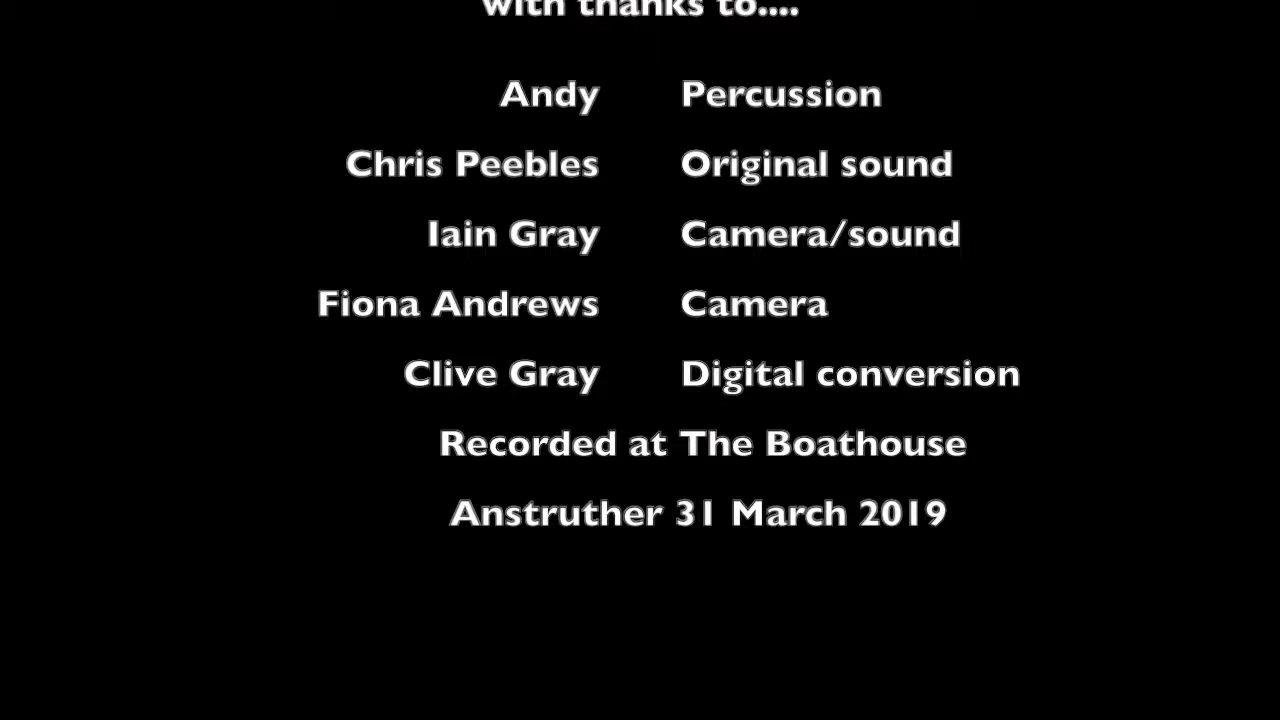 with thanks to....
Andy Percussion
Chris Peebles Original sound
Iain Gray Camera/sound
Fiona Andrews Camera
Clive Gray Digital conversion
Recorded at The Boathouse
Anstruther 31 March 2019